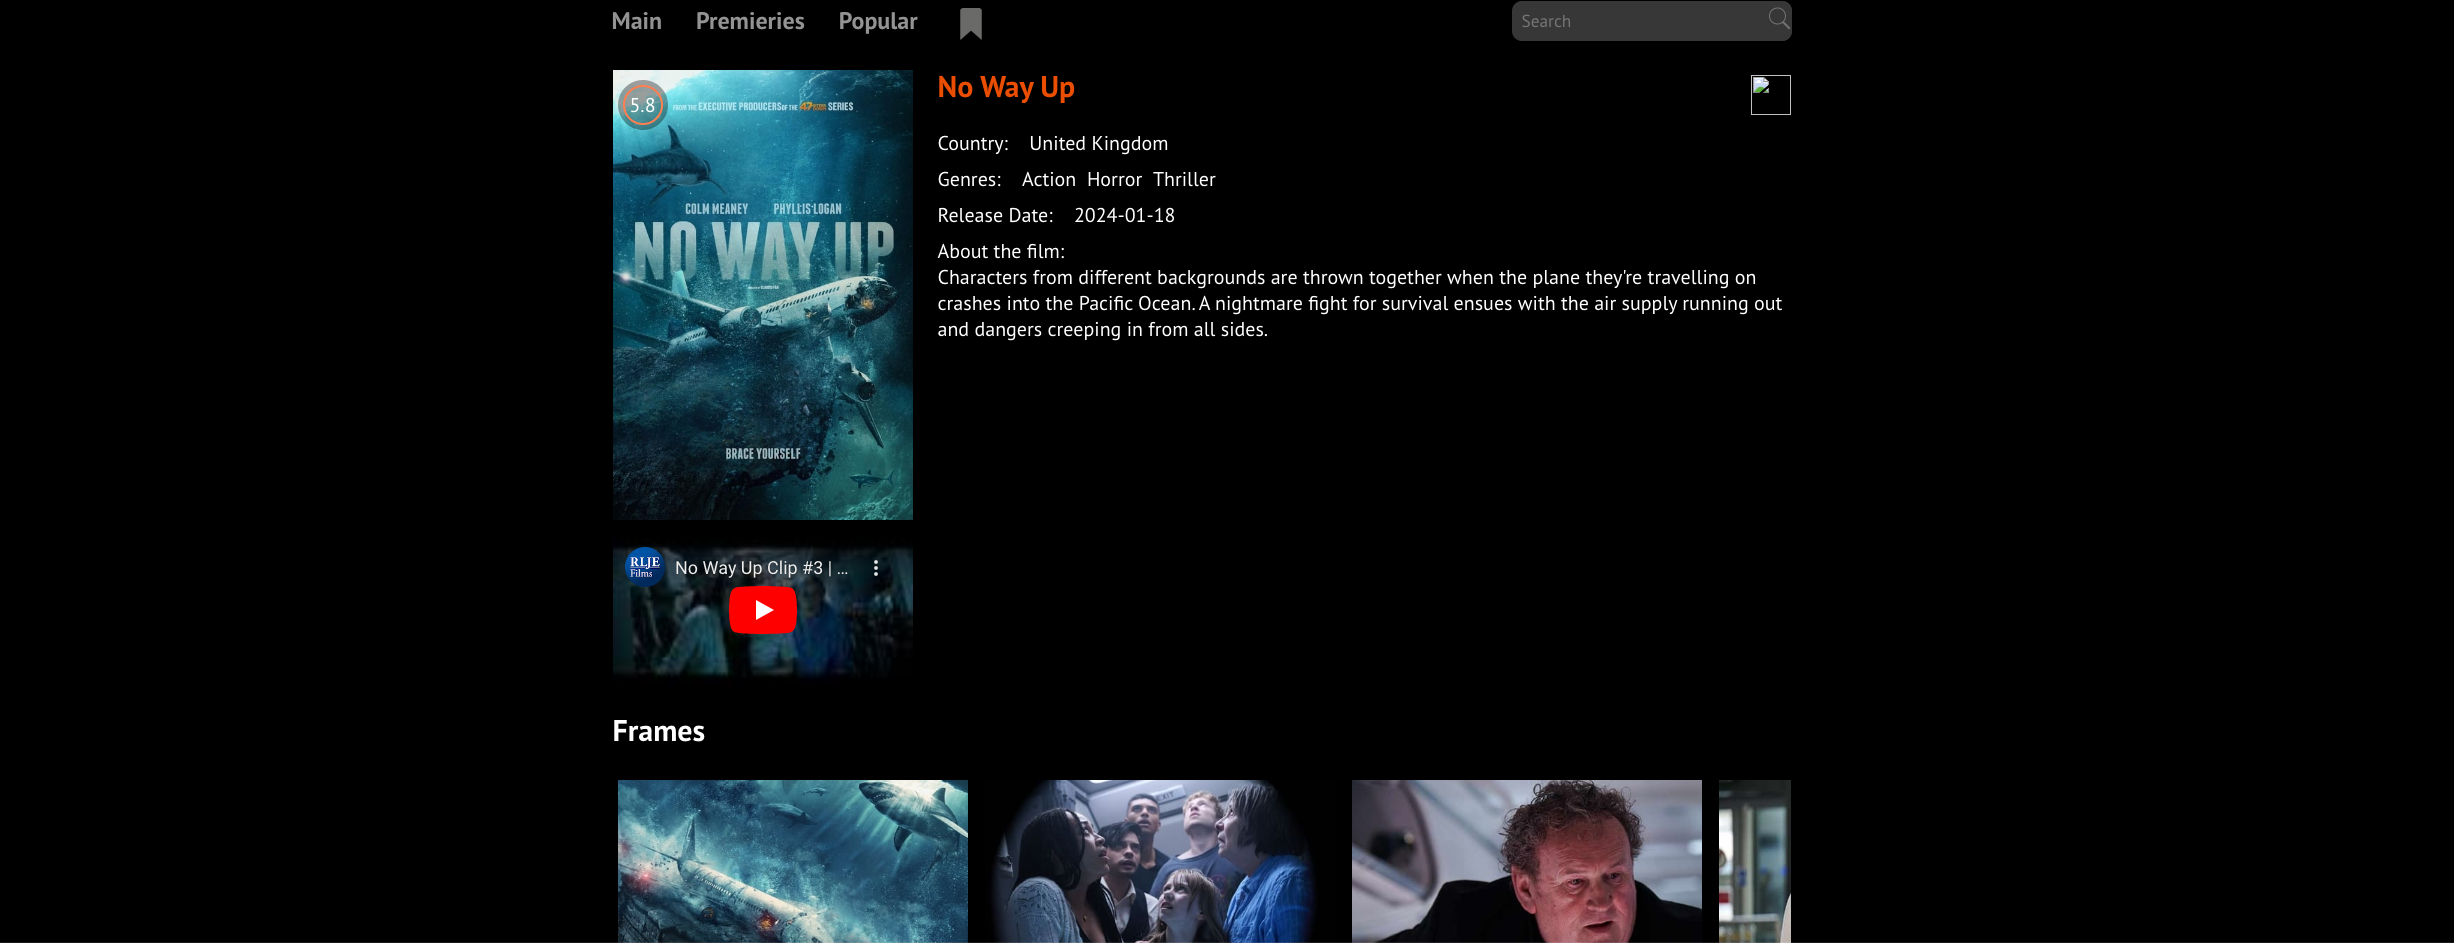 Main Premieries Popular
Search
5.8
FROM THE EXECUTIVE PRODUCERS OF THE 47 SERIES
COLM MEANEY PHYLLIS LOGAN
NO WAY UP
BRACE YOURSELF
No Way Up
Country: United Kingdom
Genres: Action Horror Thriller
Release Date: 2024-01-18
About the film:
Characters from different backgrounds are thrown together when the plane they're travelling on
crashes into the Pacific Ocean. A nightmare fight for survival ensues with the air supply running out
and dangers creeping in from all sides.
RLJE
Films
No Way Up Clip #3 | ...
Frames
EXIT